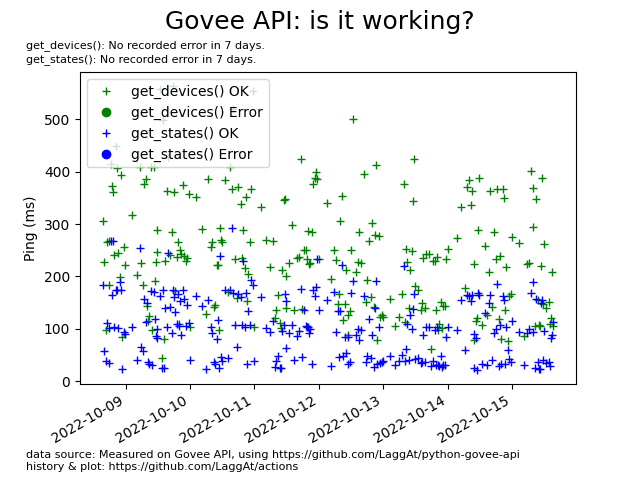 Govee API: is it working?
get_devices(): No recorded error in 7 days.
get_states(): No recorded error in 7 days.
get_devices() OK
get_devices() Error
get_states() OK
get_states() Error
Ping (ms)
500
400
300
200
100
0
2022-10-09
2022-10-10
2022-10-11
2022-10-12
2022-10-13
2022-10-14
2022-10-15
data source: Measured on Govee API, using https://github.com/LaggAt/python-govee-api
history & plot: https://github.com/LaggAt/actions